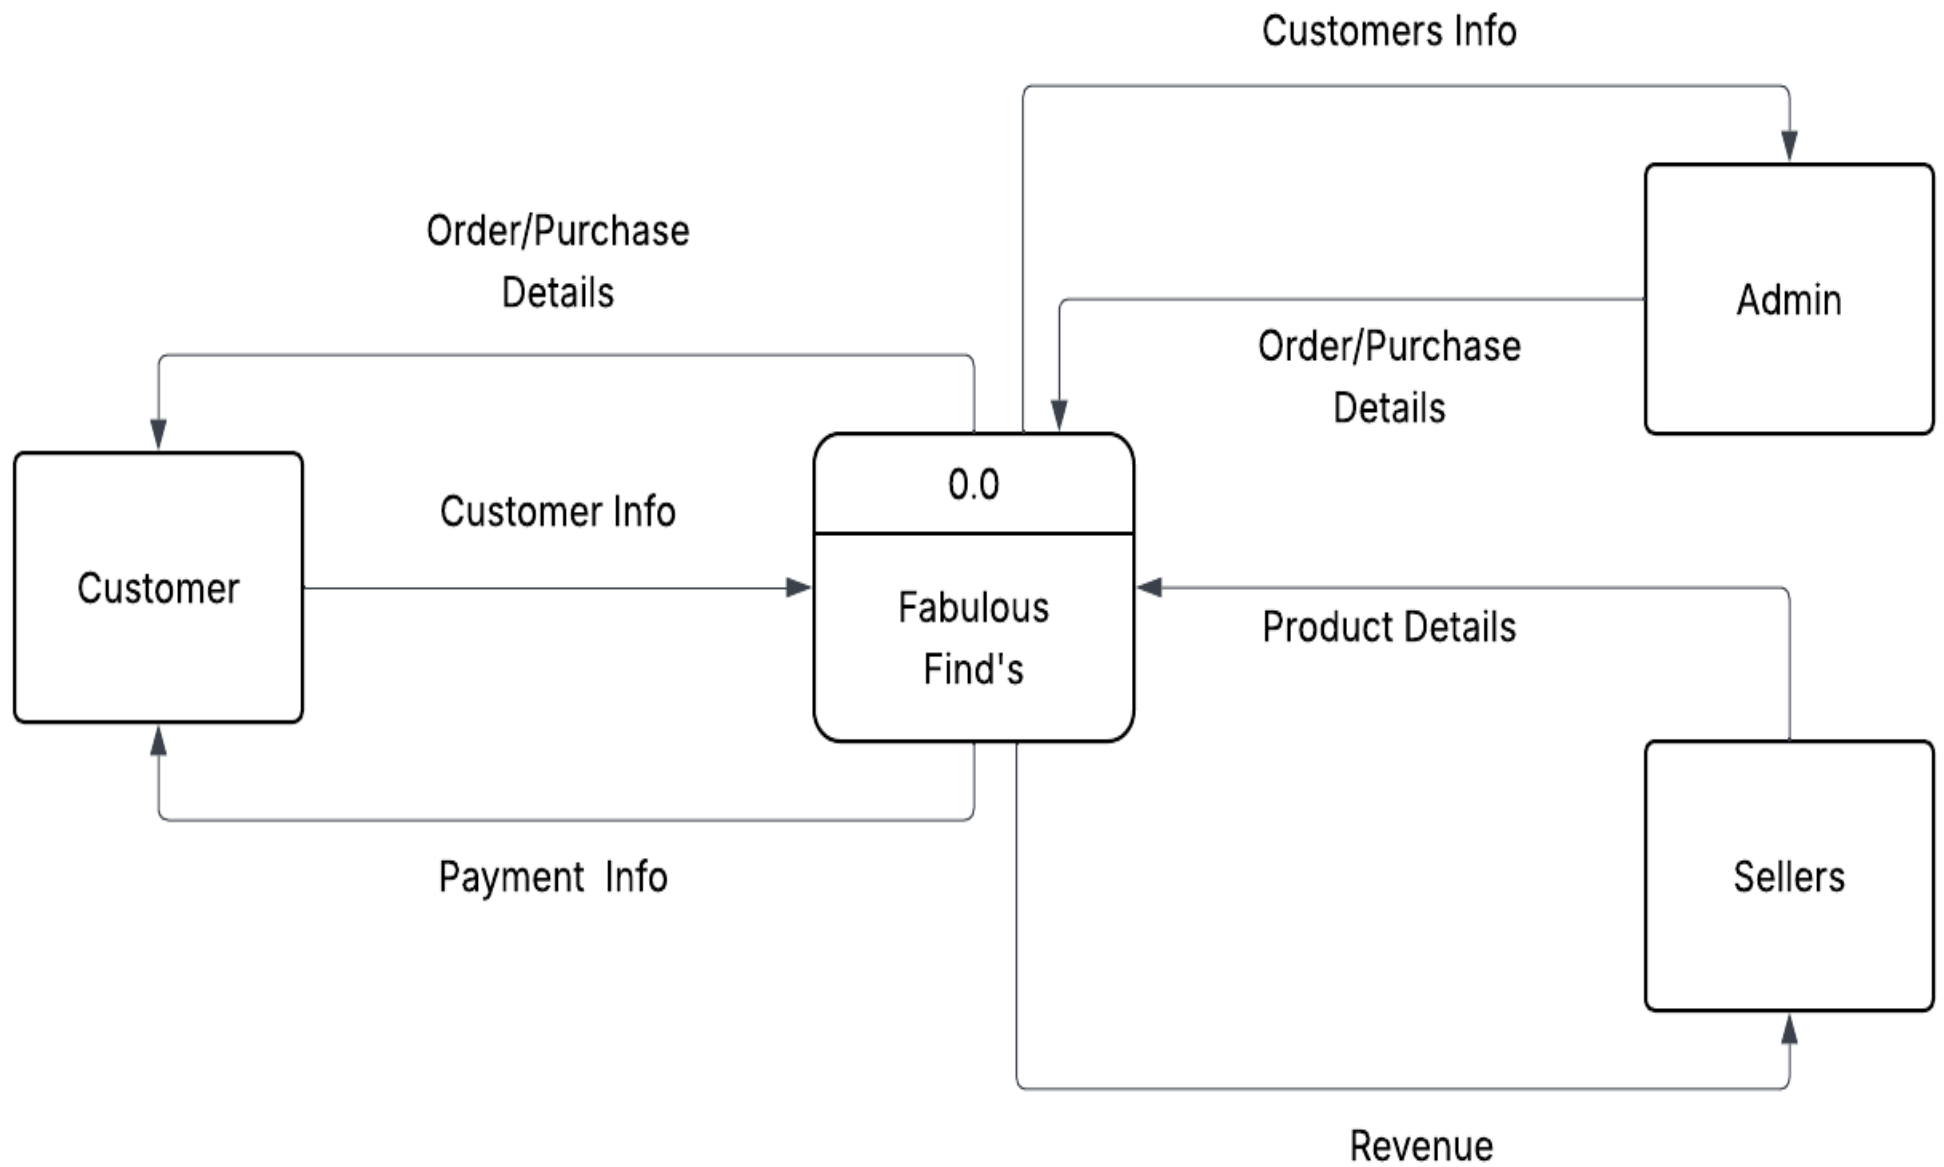 Customers Info
Order/Purchase
Details
Admin
Order/Purchase
Details
0.0
Customer Info
Customer
Fabulous
Find's
Product Details
Payment  Info
Sellers
Revenue